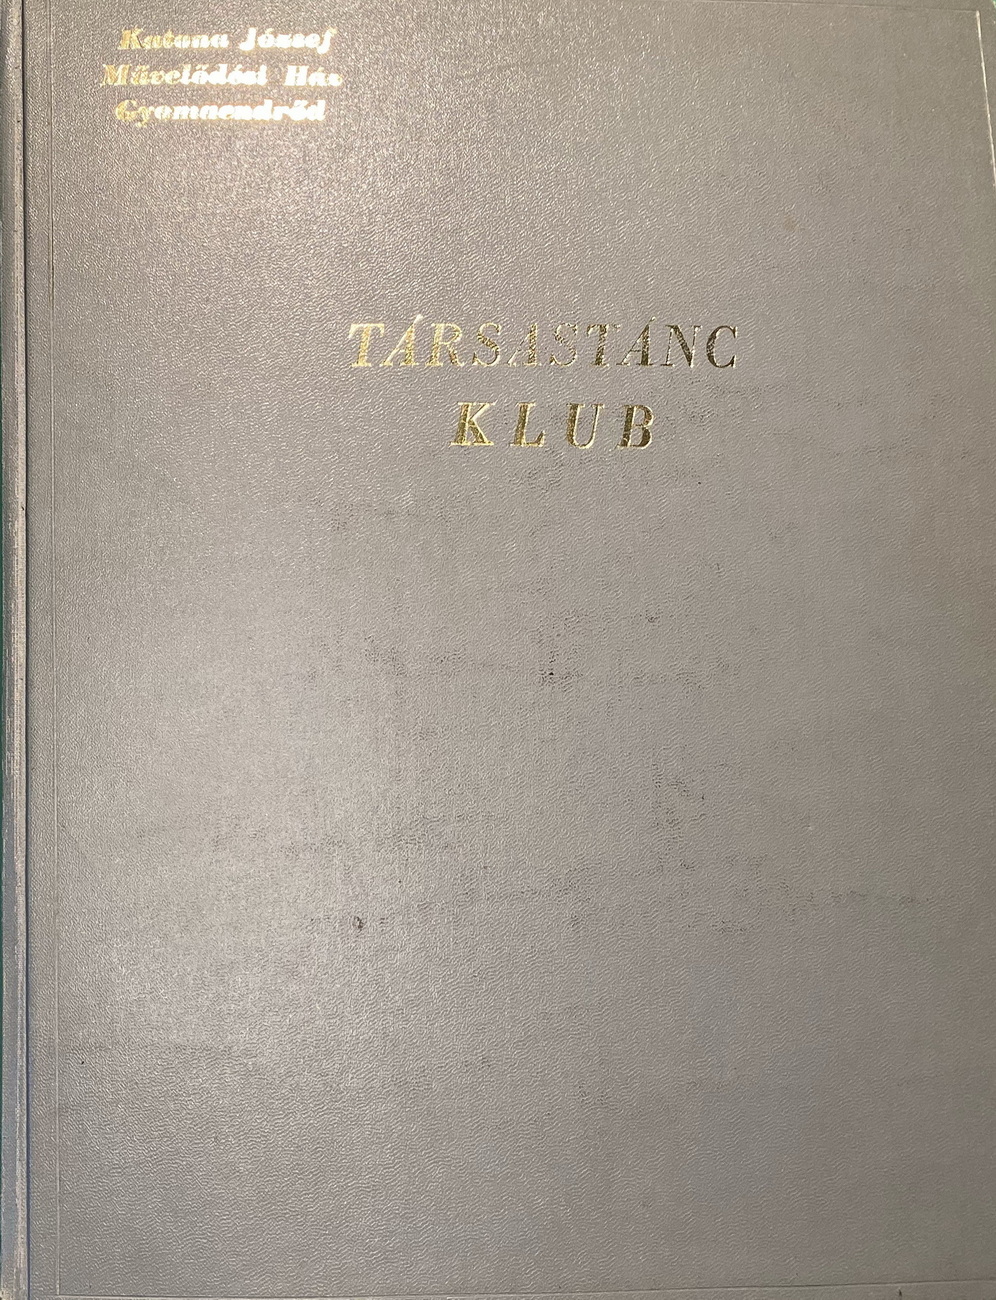 Katona József
Művelődési Ház
Gyomaendrőd
TÁRSASTÁNC
KLUB